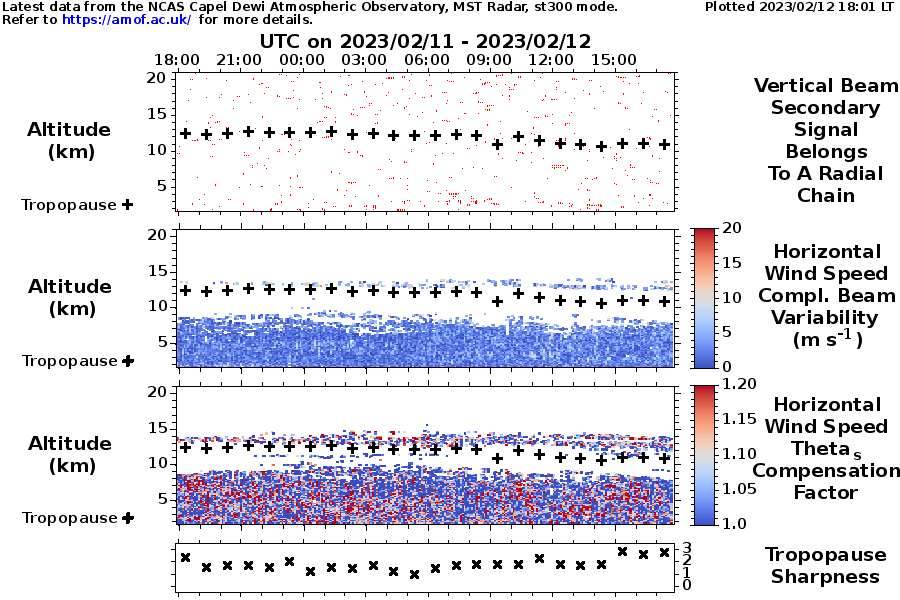 Latest data from the NCAS Capel Dewi Atmospheric Observatory, MST Radar, st300 mode.
Plotted 2023/02/12 18:01 LT
Refer to https://amof.ac.uk/ for more details.
UTC on 2023/02/11 - 2023/02/12
18:00 21:00 00:00 03:00 06:00 09:00 12:00 15:00
20
15
10
5
Altitude
(km)
Tropopause +
Vertical Beam
Secondary
Signal
Belongs
To A Radial
Chain
20
15
10
5
Altitude
(km)
Tropopause +
20
15
10
5
0
Horizontal
Wind Speed
Compl. Beam
Variability
(m s⁻¹)
20
15
10
5
Altitude
(km)
Tropopause +
1.20
1.15
1.10
1.05
1.0
Horizontal
Wind Speed
Theta s
Compensation
Factor
3
2
1
0
Tropopause
Sharpness